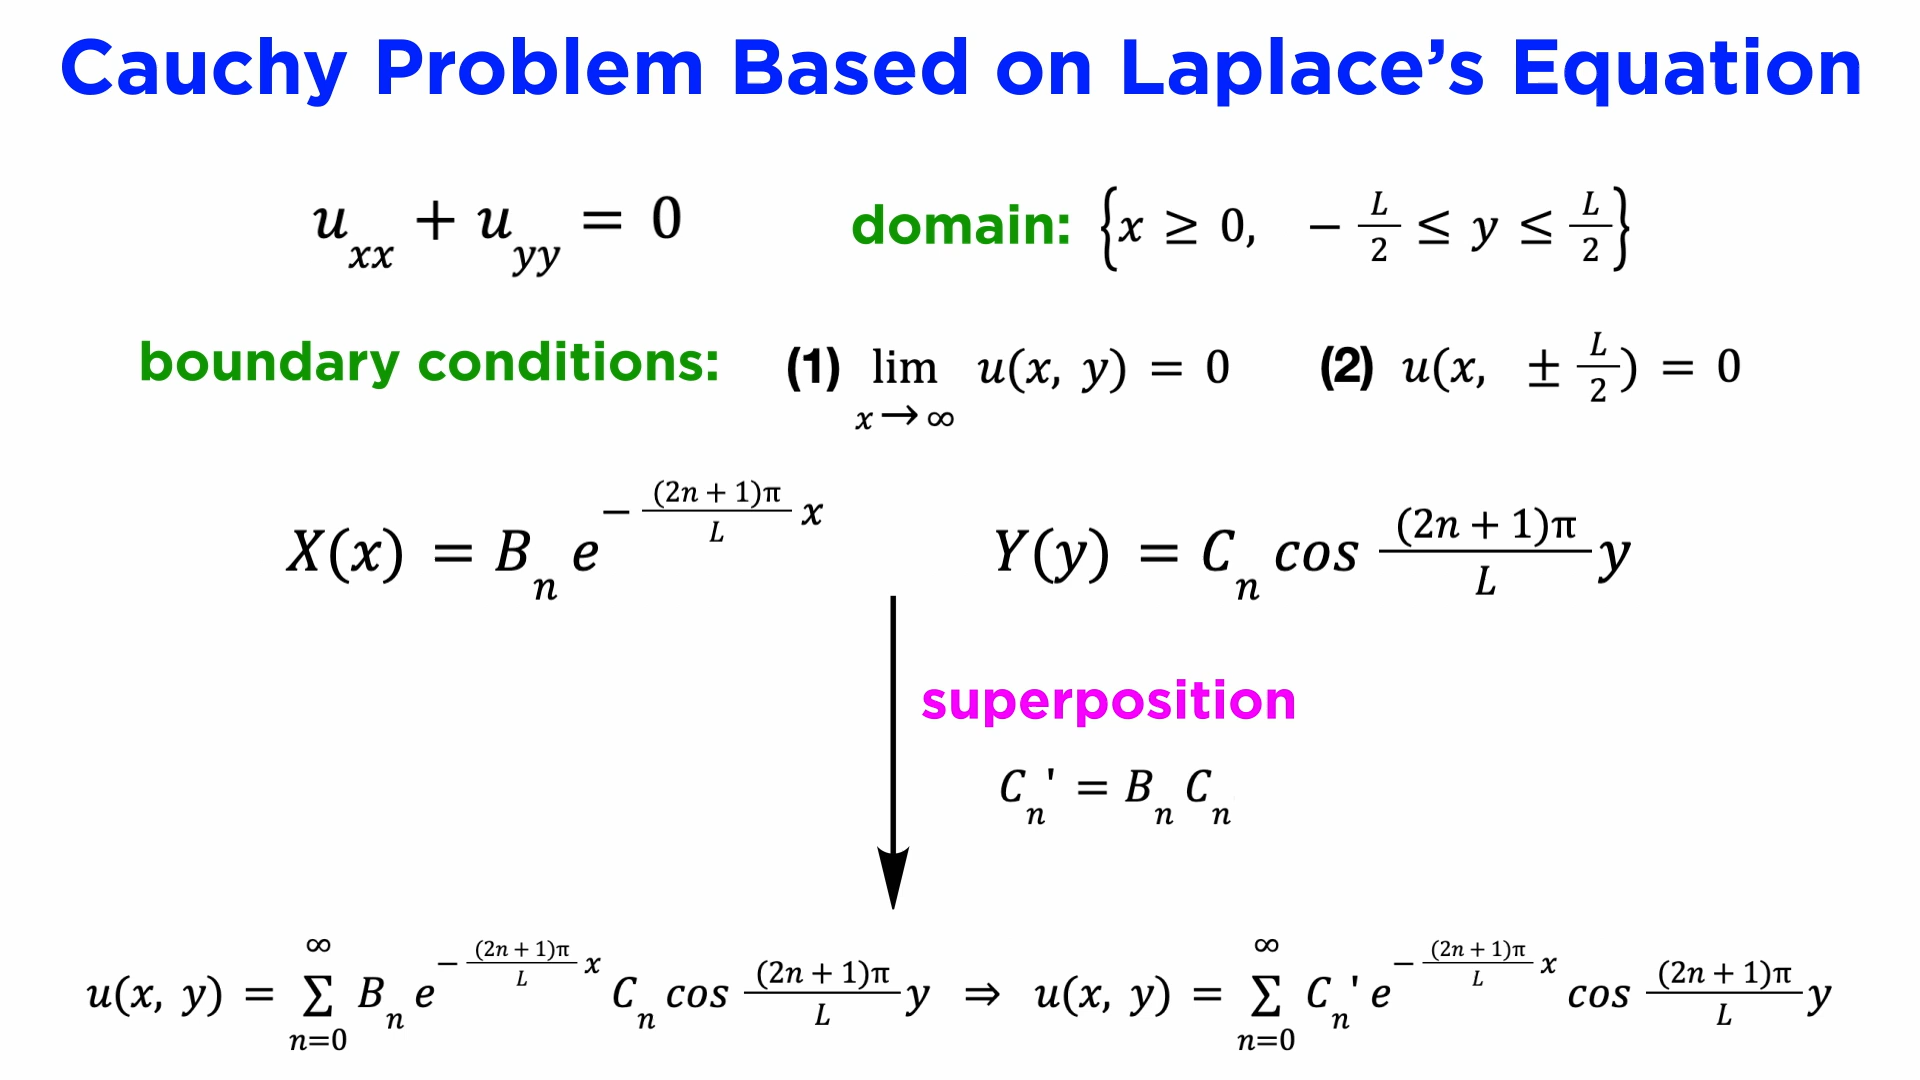 Cauchy Problem Based on Laplace's Equation
u_xx + u_yy = 0 domain: {x ≥ 0, − L/2 ≤ y ≤ L/2}
boundary conditions: (1) lim x→∞ u(x, y) = 0 (2) u(x, ± L/2) = 0
X(x) = B_n e^(− (2n + 1)π/L x) Y(y) = C_n cos (2n + 1)π/L y
superposition
C_n' = B_n C_n
u(x, y) = ∑_{n=0}^{∞} B_n e^(− (2n + 1)π/L x) C_n cos (2n + 1)π/L y ⇒ u(x, y) = ∑_{n=0}^{∞} C_n' e^(− (2n + 1)π/L x) cos (2n + 1)π/L y